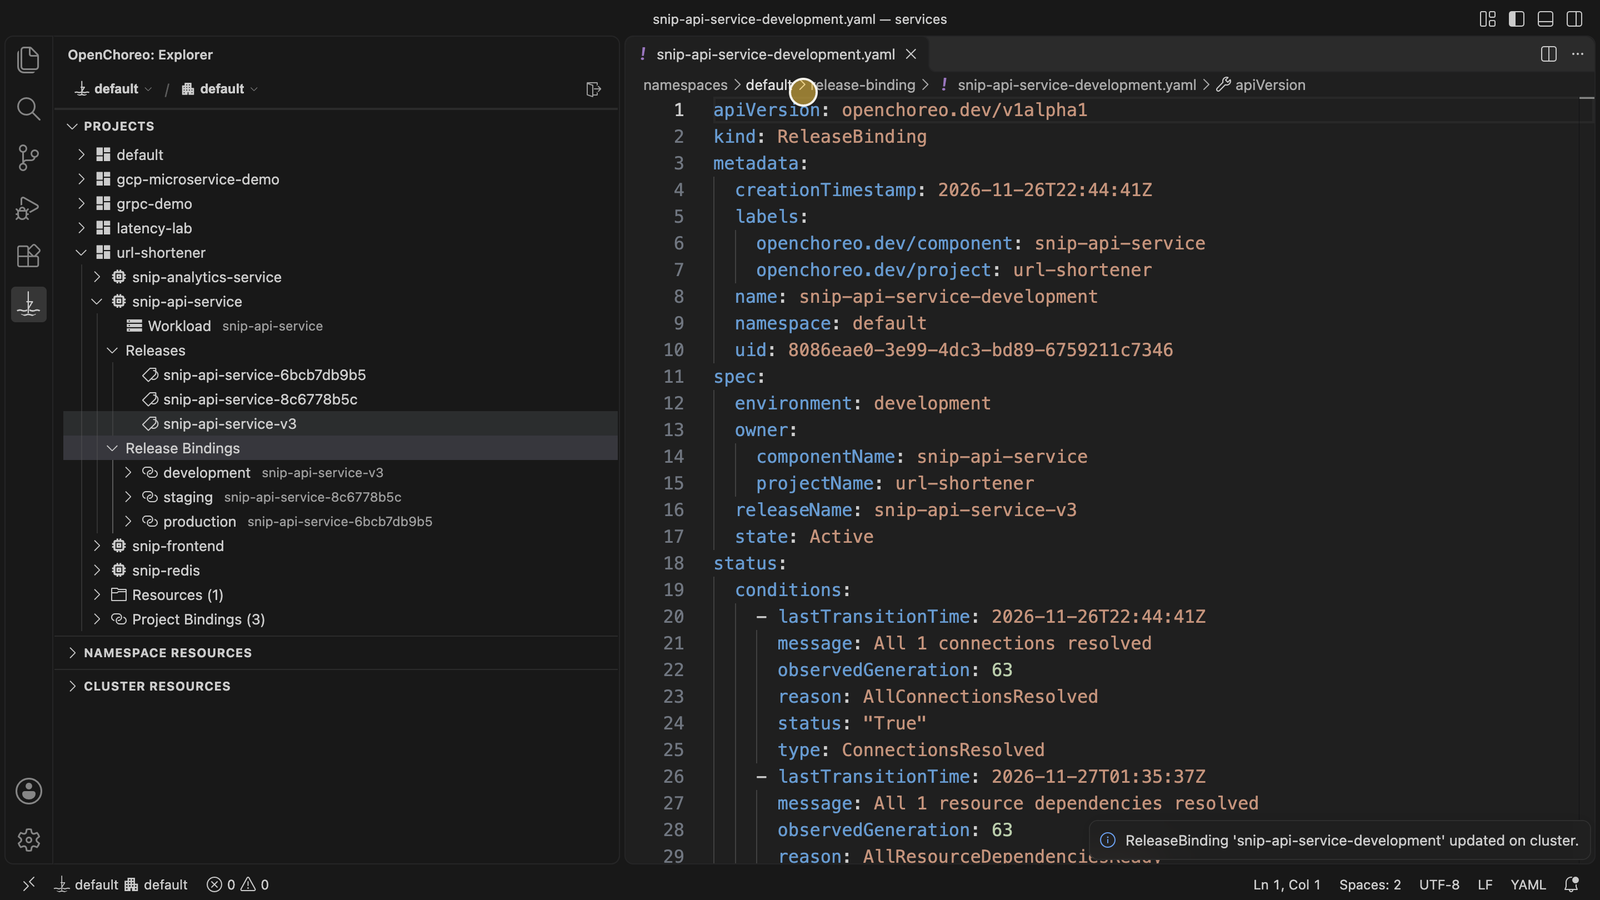 snip-api-service-development.yaml — services
OpenChoreo: Explorer
default / default
PROJECTS
default
gcp-microservice-demo
grpc-demo
latency-lab
url-shortener
snip-analytics-service
snip-api-service
Workload snip-api-service
Releases
snip-api-service-6bcb7db9b5
snip-api-service-8c6778b5c
snip-api-service-v3
Release Bindings
development snip-api-service-v3
staging snip-api-service-8c6778b5c
production snip-api-service-6bcb7db9b5
snip-frontend
snip-redis
Resources (1)
Project Bindings (3)
NAMESPACE RESOURCES
CLUSTER RESOURCES
! snip-api-service-development.yaml
namespaces > default > release-binding > ! snip-api-service-development.yaml > apiVersion
1 apiVersion: openchoreo.dev/v1alpha1
2 kind: ReleaseBinding
3 metadata:
4 creationTimestamp: 2026-11-26T22:44:41Z
5 labels:
6 openchoreo.dev/component: snip-api-service
7 openchoreo.dev/project: url-shortener
8 name: snip-api-service-development
9 namespace: default
10 uid: 8086eae0-3e99-4dc3-bd89-6759211c7346
11 spec:
12 environment: development
13 owner:
14 componentName: snip-api-service
15 projectName: url-shortener
16 releaseName: snip-api-service-v3
17 state: Active
18 status:
19 conditions:
20 - lastTransitionTime: 2026-11-26T22:44:41Z
21 message: All 1 connections resolved
22 observedGeneration: 63
23 reason: AllConnectionsResolved
24 status: "True"
25 type: ConnectionsResolved
26 - lastTransitionTime: 2026-11-27T01:35:37Z
27 message: All 1 resource dependencies resolved
28 observedGeneration: 63
29 reason: AllResourceDependenciesReady
ReleaseBinding 'snip-api-service-development' updated on cluster.
default default 0 0
Ln 1, Col 1 Spaces: 2 UTF-8 LF YAML